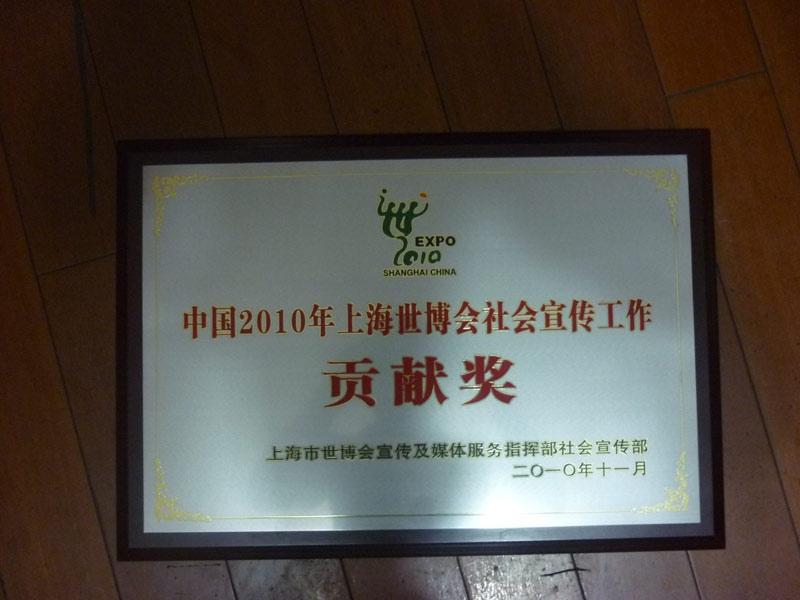 EXPO
2010
SHANGHAI CHINA
中国2010年上海世博会社会宣传工作
贡献奖
上海市世博会宣传及媒体服务指挥部社会宣传部
二〇一〇年十一月